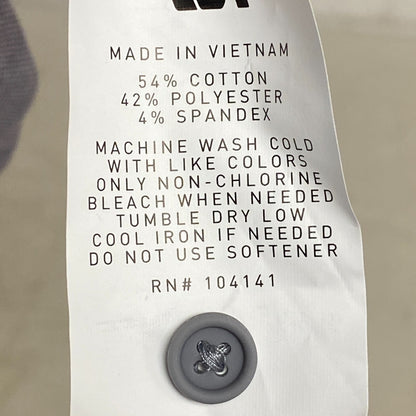 MADE IN VIETNAM
54% COTTON
42% POLYESTER
4% SPANDEX
MACHINE WASH COLD
WITH LIKE COLORS
ONLY NON-CHLORINE
BLEACH WHEN NEEDED
TUMBLE DRY LOW
COOL IRON IF NEEDED
DO NOT USE SOFTENER
RN# 104141